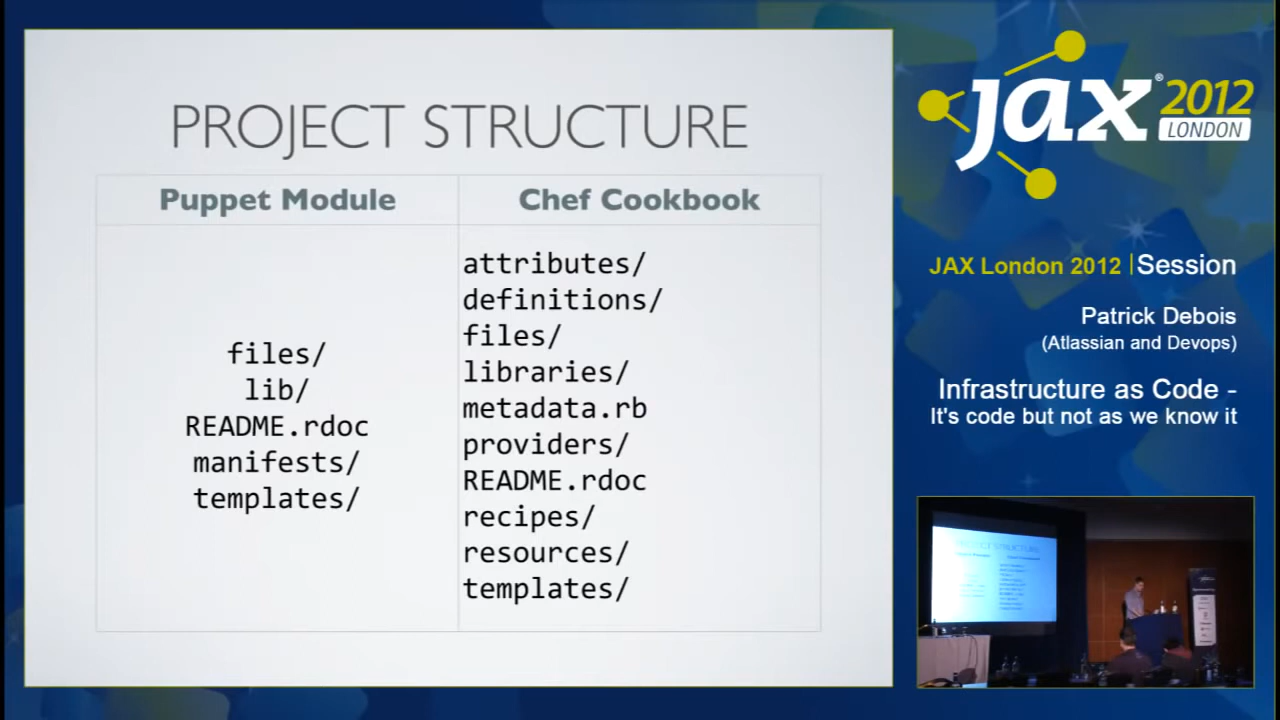 PROJECT STRUCTURE
Puppet Module
files/
lib/
README.rdoc
manifests/
templates/
Chef Cookbook
attributes/
definitions/
files/
libraries/
metadata.rb
providers/
README.rdoc
recipes/
resources/
templates/
jax® 2012
LONDON
JAX London 2012 | Session
Patrick Debois
(Atlassian and Devops)
Infrastructure as Code -
It's code but not as we know it